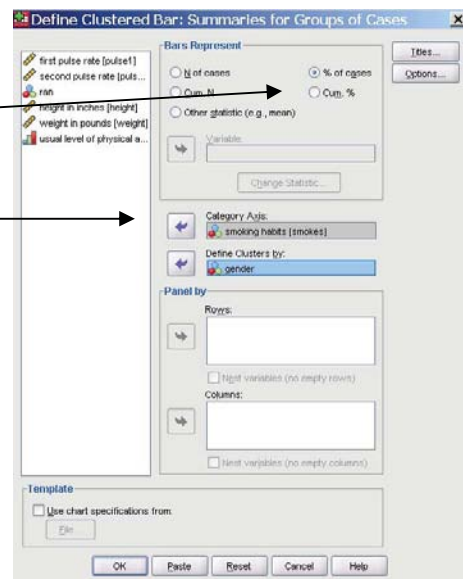 Define Clustered Bar: Summaries for Groups of Cases
first pulse rate [pulse1]
second pulse rate [puls...
ran
height in inches [height]
weight in pounds [weight]
usual level of physical a...
Bars Represent
N of cases
% of cases
Cum. N
Cum. %
Other statistic (e.g., mean)
Variable:
Change Statistic...
Category Axis:
smoking habits [smokes]
Define Clusters by:
gender
Panel by
Rows:
Nest variables (no empty rows)
Columns:
Nest variables (no empty columns)
Titles...
Options...
Template
Use chart specifications from:
File...
OK Paste Reset Cancel Help